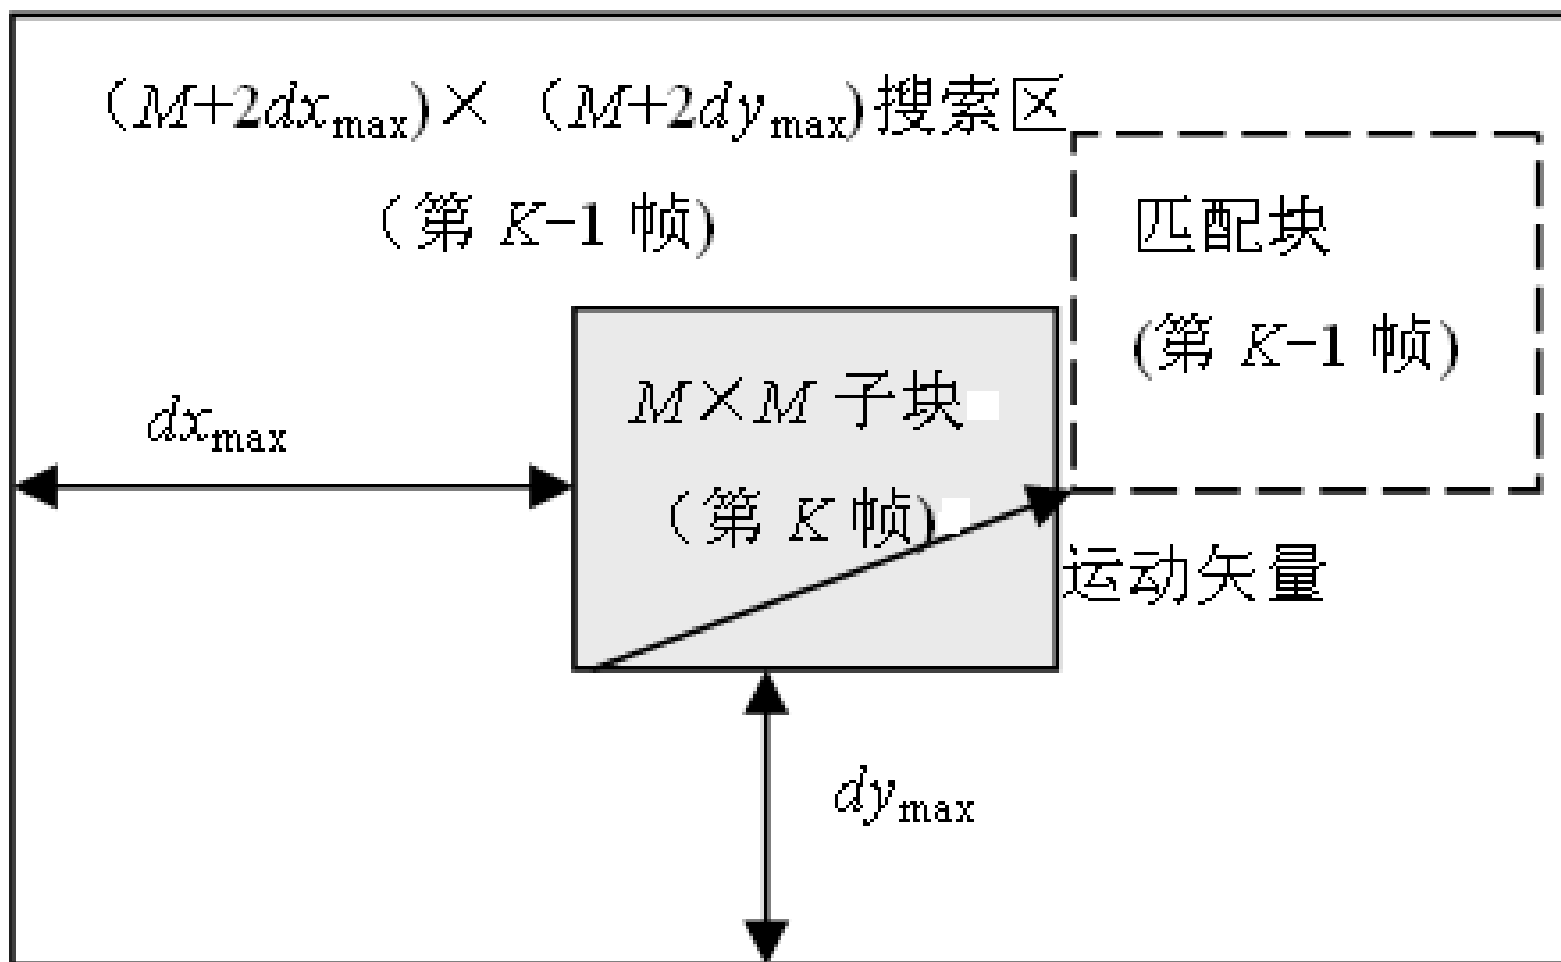 （M+2dxmax)×（M+2dymax)搜索区
（第 K−1 帧)
匹配块
(第 K−1 帧)
M×M 子块
（第 K 帧)
dxmax
运动矢量
dymax